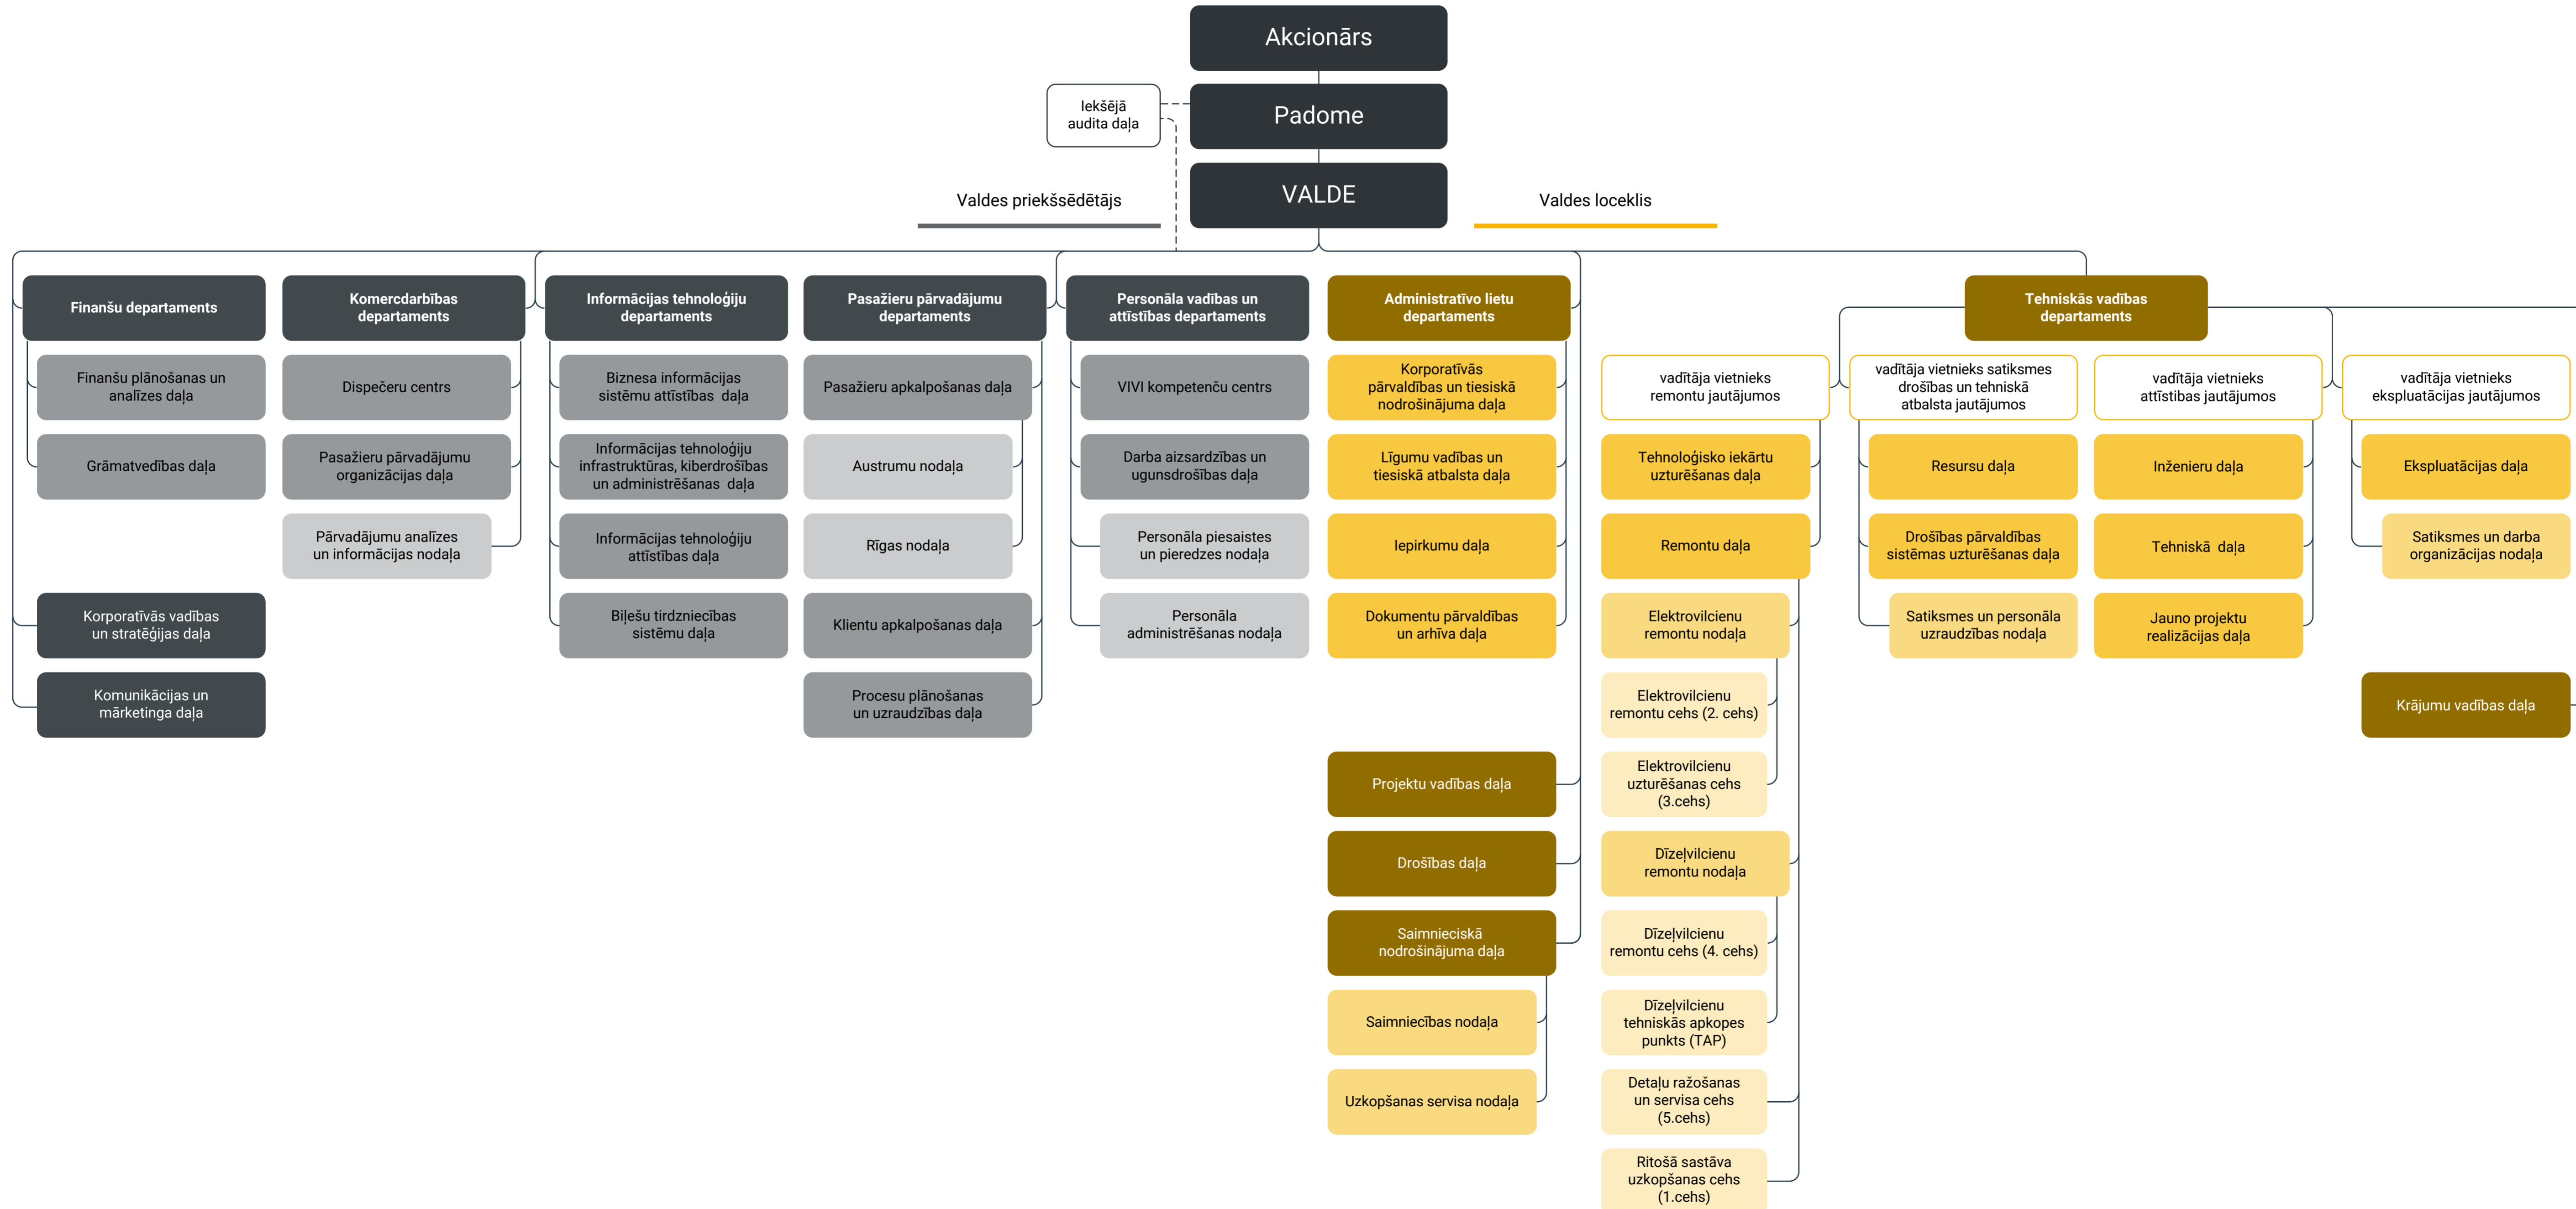 Akcionārs
Iekšējā
audita daļa
Padome
VALDE
Valdes priekšsēdētājs
Valdes loceklis
Finanšu departaments
Finanšu plānošanas un
analīzes daļa
Grāmatvedības daļa
Korporatīvās vadības
un stratēģijas daļa
Komunikācijas un
mārketinga daļa
Komercdarbības
departaments
Dispečeru centrs
Pasažieru pārvadājumu
organizācijas daļa
Pārvadājumu analīzes
un informācijas nodaļa
Informācijas tehnoloģiju
departaments
Biznesa informācijas
sistēmu attīstības daļa
Informācijas tehnoloģiju
infrastruktūras, kiberdrošības
un administrēšanas daļa
Informācijas tehnoloģiju
attīstības daļa
Biļešu tirdzniecības
sistēmu daļa
Pasažieru pārvadājumu
departaments
Pasažieru apkalpošanas daļa
Austrumu nodaļa
Rīgas nodaļa
Klientu apkalpošanas daļa
Procesu plānošanas
un uzraudzības daļa
Personāla vadības un
attīstības departaments
VIVI kompetenču centrs
Darba aizsardzības un
ugunsdrošības daļa
Personāla piesaistes
un pieredzes nodaļa
Personāla
administrēšanas nodaļa
Administratīvo lietu
departaments
Korporatīvās
pārvaldības un tiesiskā
nodrošinājuma daļa
Līgumu vadības un
tiesiskā atbalsta daļa
Iepirkumu daļa
Dokumentu pārvaldības
un arhīva daļa
Projektu vadības daļa
Drošības daļa
Saimnieciskā
nodrošinājuma daļa
Saimniecības nodaļa
Uzkopšanas servisa nodaļa
Tehniskās vadības
departaments
vadītāja vietnieks
remontu jautājumos
Tehnoloģisko iekārtu
uzturēšanas daļa
Remontu daļa
Elektrovilcienu
remontu nodaļa
Elektrovilcienu
remontu cehs (2. cehs)
Elektrovilcienu
uzturēšanas cehs
(3.cehs)
Dīzeļvilcienu
remontu nodaļa
Dīzeļvilcienu
remontu cehs (4. cehs)
Dīzeļvilcienu
tehniskās apkopes
punkts (TAP)
Detaļu ražošanas
un servisa cehs
(5.cehs)
Ritošā sastāva
uzkopšanas cehs
(1.cehs)
vadītāja vietnieks satiksmes
drošības un tehniskā
atbalsta jautājumos
Resursu daļa
Drošības pārvaldības
sistēmas uzturēšanas daļa
Satiksmes un personāla
uzraudzības nodaļa
vadītāja vietnieks
attīstibas jautājumos
Inženieru daļa
Tehniskā daļa
Jauno projektu
realizācijas daļa
vadītāja vietnieks
ekspluatācijas jautājumos
Ekspluatācijas daļa
Satiksmes un darba
organizācijas nodaļa
Krājumu vadības daļa